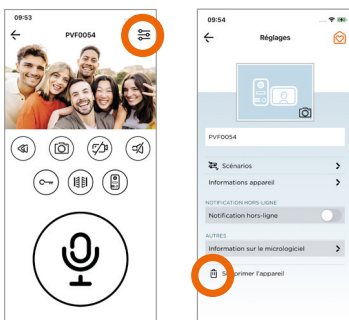 09:53
PVF0054
09:54
Réglages
PVF0054
Scénarios
Informations appareil
NOTIFICATION HORS-LIGNE
Notification hors-ligne
AUTRES
Information sur le micrologiciel
Supprimer l'appareil